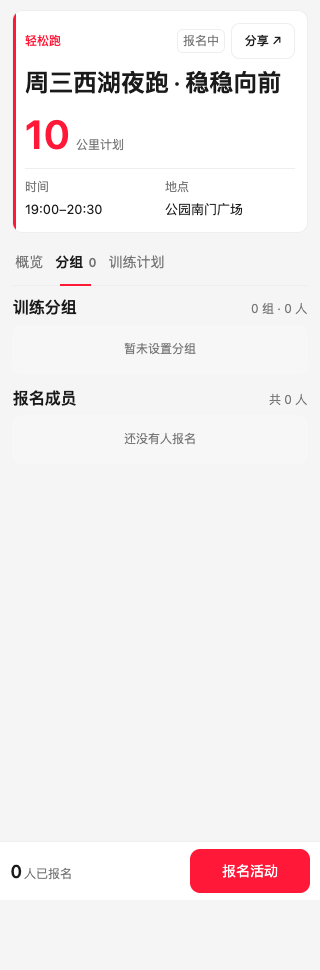 轻松跑
报名中
分享 ↗
周三西湖夜跑 · 稳稳向前
10 公里计划
时间
地点
19:00–20:30
公园南门广场
概览 分组 0 训练计划
训练分组
0 组 · 0 人
暂未设置分组
报名成员
共 0 人
还没有人报名
0 人已报名
报名活动